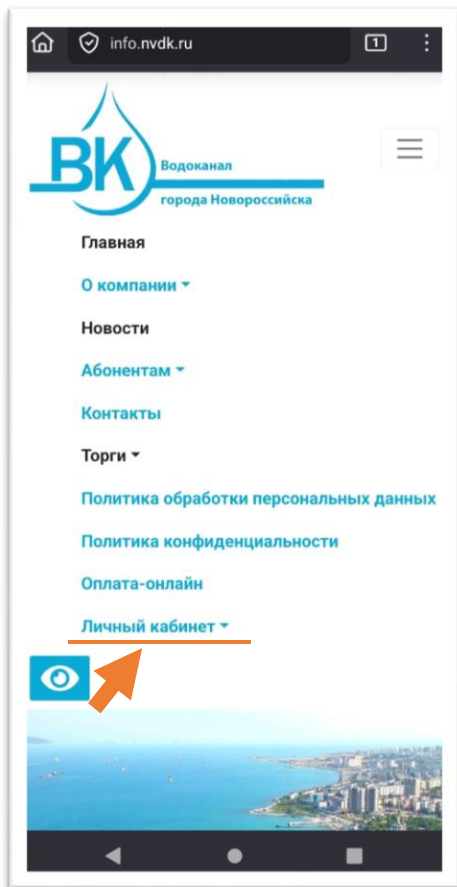 info.nvdk.ru
1
ВК
Водоканал
города Новороссийска
Главная
О компании
Новости
Абонентам
Контакты
Торги
Политика обработки персональных данных
Политика конфиденциальности
Оплата-онлайн
Личный кабинет